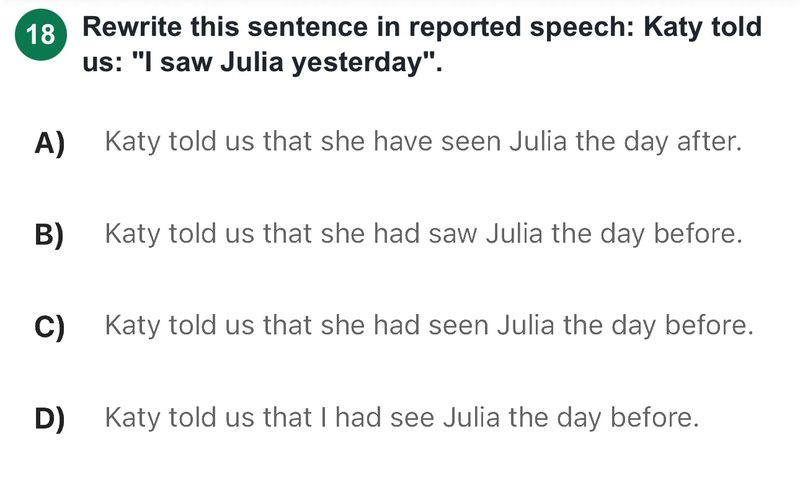 18 Rewrite this sentence in reported speech: Katy told
us: "I saw Julia yesterday".
A) Katy told us that she have seen Julia the day after.
B) Katy told us that she had saw Julia the day before.
C) Katy told us that she had seen Julia the day before.
D) Katy told us that I had see Julia the day before.